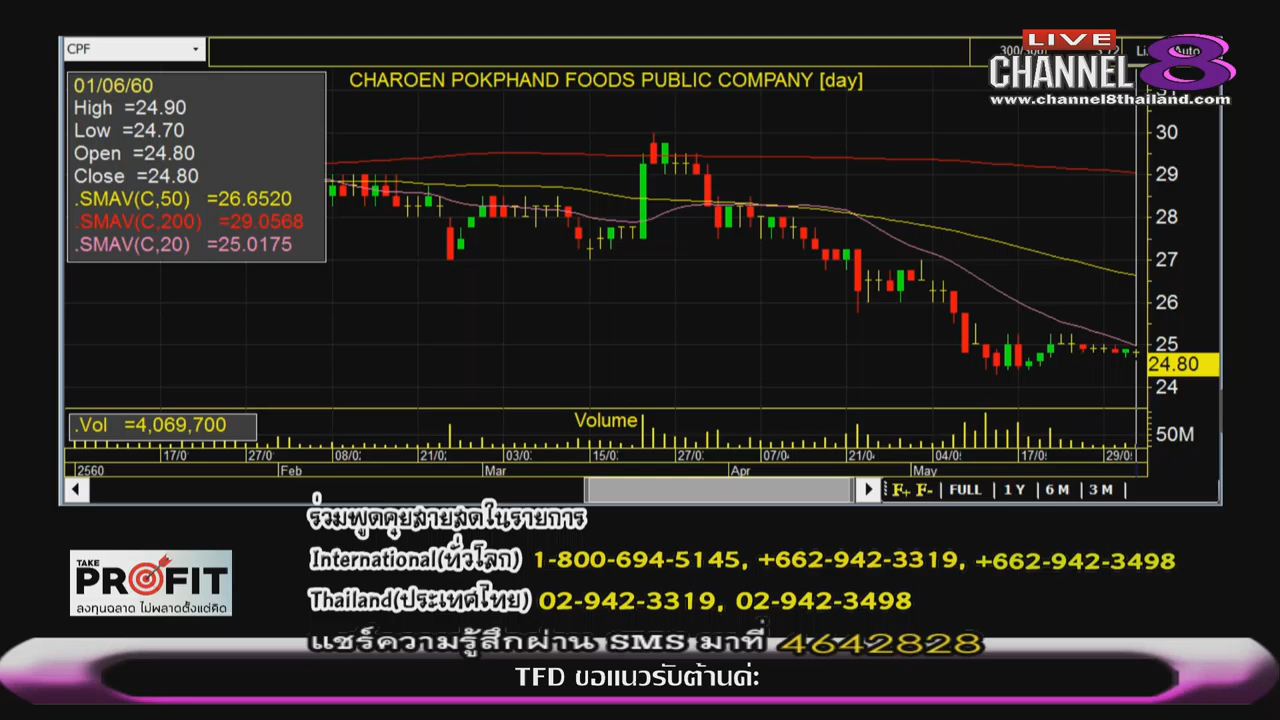 CPF
LIVE
CHANNEL 8
www.channel8thailand.com
CHAROEN POKPHAND FOODS PUBLIC COMPANY [day]
01/06/60
High =24.90
Low =24.70
Open =24.80
Close =24.80
.SMAV(C,50) =26.6520
.SMAV(C,200) =29.0568
.SMAV(C,20) =25.0175
30
29
28
27
26
25
24.80
24
.Vol =4,069,700
Volume
50M
17/0 27/0 08/0 21/0 03/0 15/0 27/0 07/0 21/0 04/0 17/0 29/0
2560 Feb Mar Apr May
F+ F- FULL 1 Y 6 M 3 M
ร่วมพูดคุยสายสดในรายการ
International(ทั่วโลก) 1-800-694-5145, +662-942-3319, +662-942-3498
Thailand(ประเทศไทย) 02-942-3319, 02-942-3498
แชร์ความรู้สึกผ่าน SMS มาที่ 4642828
TAKE
PROFIT
ลงทุนฉลาด ไม่พลาดตั้งแต่คิด
TFD ขอแนวรับต้านค่ะ